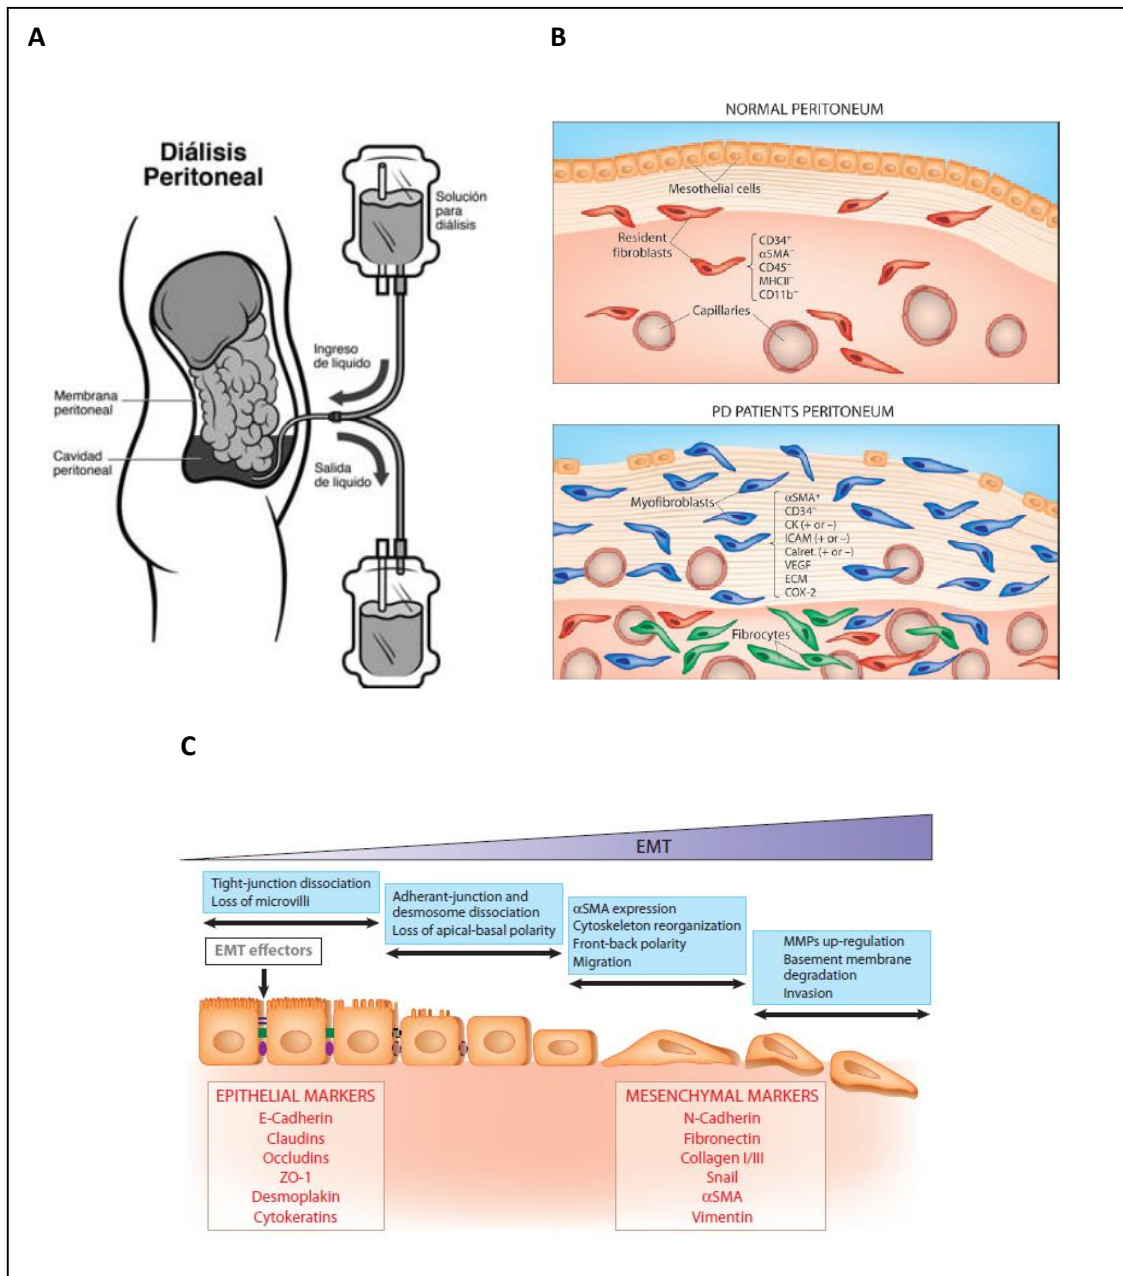 A
Diálisis
Peritoneal
Solución
para
diálisis
Ingreso
de liquido
Membrana
peritoneal
Cavidad
peritoneal
Salida
de liquido
B
NORMAL PERITONEUM
Mesothelial cells
Resident
fibroblasts
CD34⁺
αSMA⁻
CD45⁻
MHCII⁻
CD11b⁻
Capillaries
PD PATIENTS PERITONEUM
Myofibroblasts
αSMA⁺
CD34⁻
CK (+ or –)
ICAM (+ or –)
Calret. (+ or –)
VEGF
ECM
COX-2
Fibrocytes
C
EMT
Tight-junction dissociation
Loss of microvilli
Adherant-junction and
desmosome dissociation
Loss of apical-basal polarity
αSMA expression
Cytoskeleton reorganization
Front-back polarity
Migration
MMPs up-regulation
Basement membrane
degradation
Invasion
EMT effectors
EPITHELIAL MARKERS
E-Cadherin
Claudins
Occludins
ZO-1
Desmoplakin
Cytokeratins
MESENCHYMAL MARKERS
N-Cadherin
Fibronectin
Collagen I/III
Snail
αSMA
Vimentin